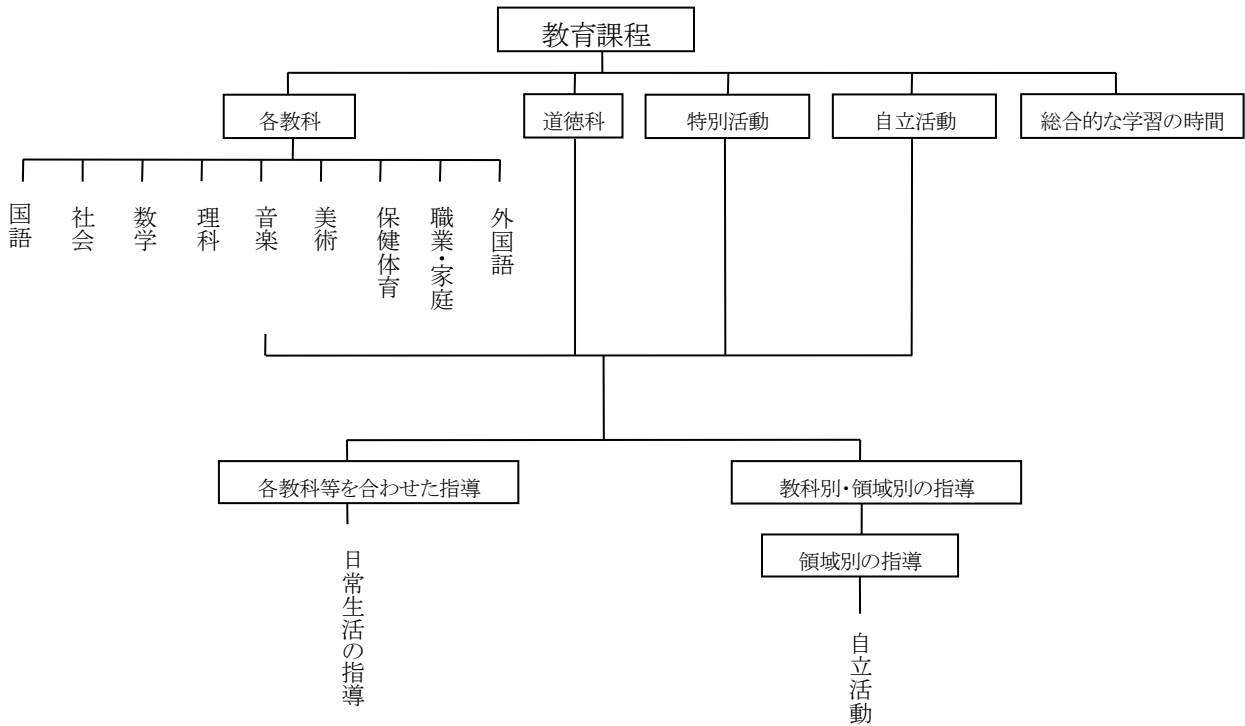 教育課程
各教科
道徳科
特別活動
自立活動
総合的な学習の時間
国語
社会
数学
理科
音楽
美術
保健体育
職業・家庭
外国語
各教科等を合わせた指導
教科別・領域別の指導
領域別の指導
日常生活の指導
自立活動